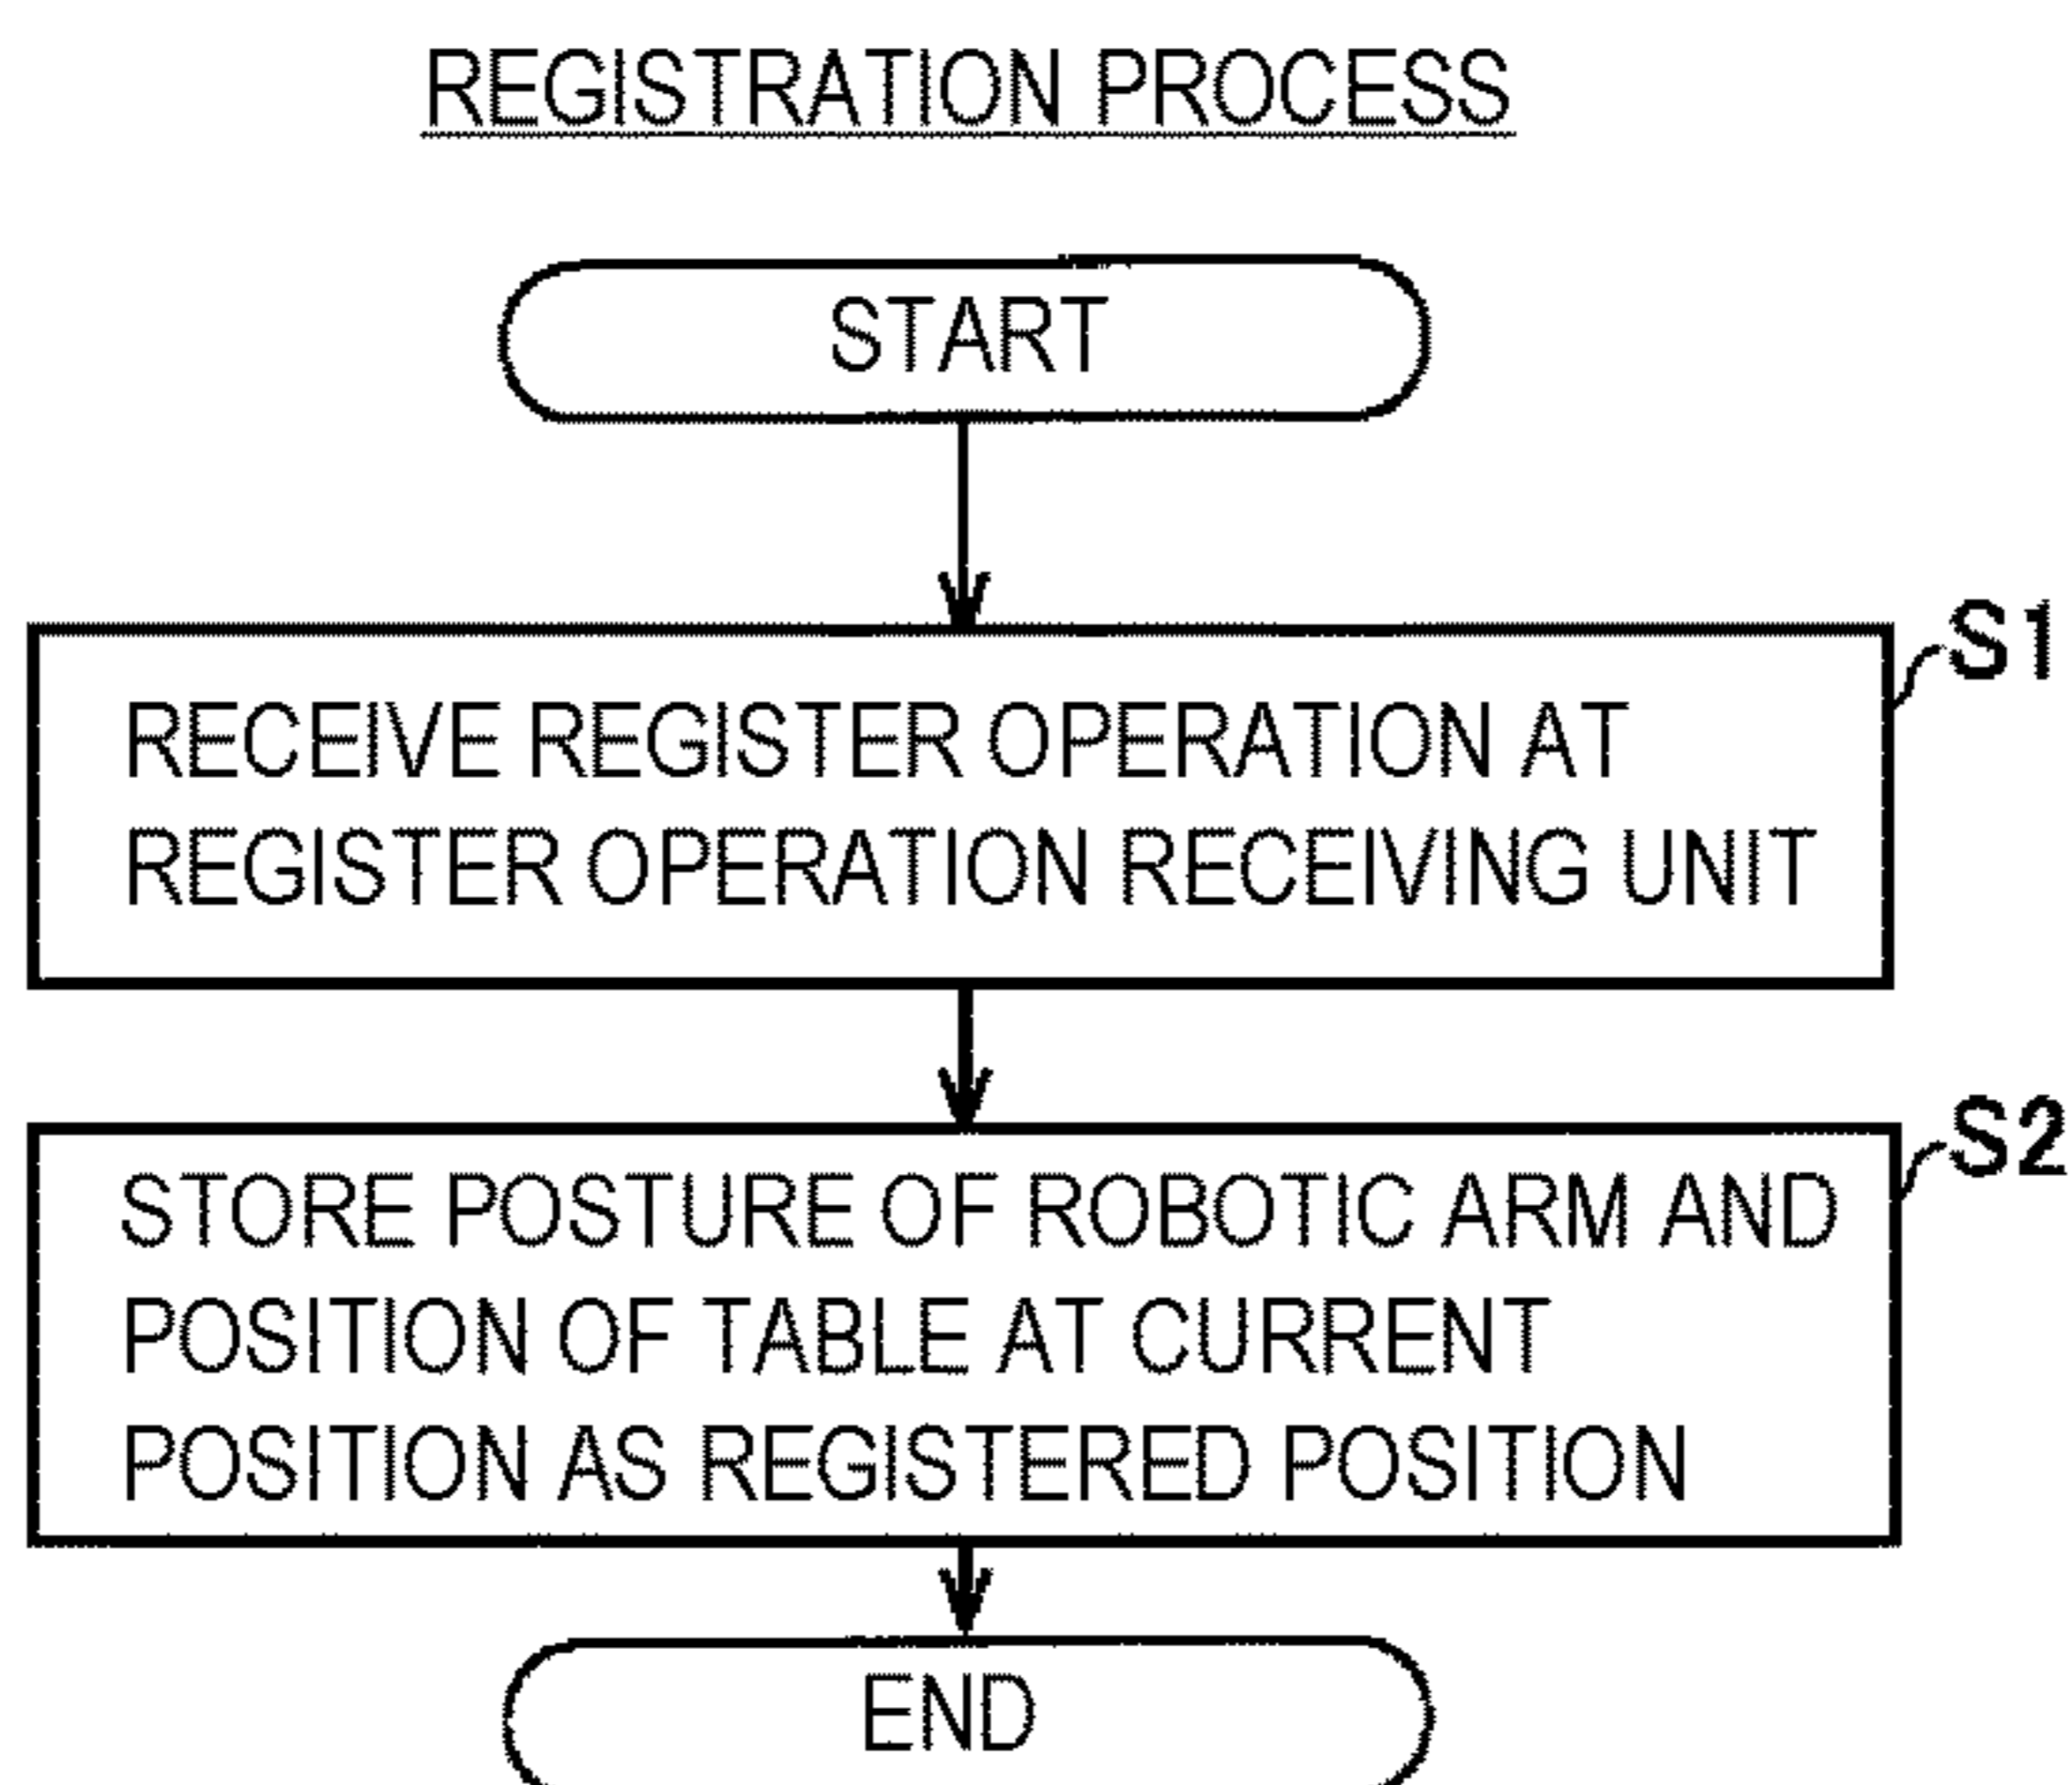 REGISTRATION PROCESS
START
S1
RECEIVE REGISTER OPERATION AT
REGISTER OPERATION RECEIVING UNIT
S2
STORE POSTURE OF ROBOTIC ARM AND
POSITION OF TABLE AT CURRENT
POSITION AS REGISTERED POSITION
END